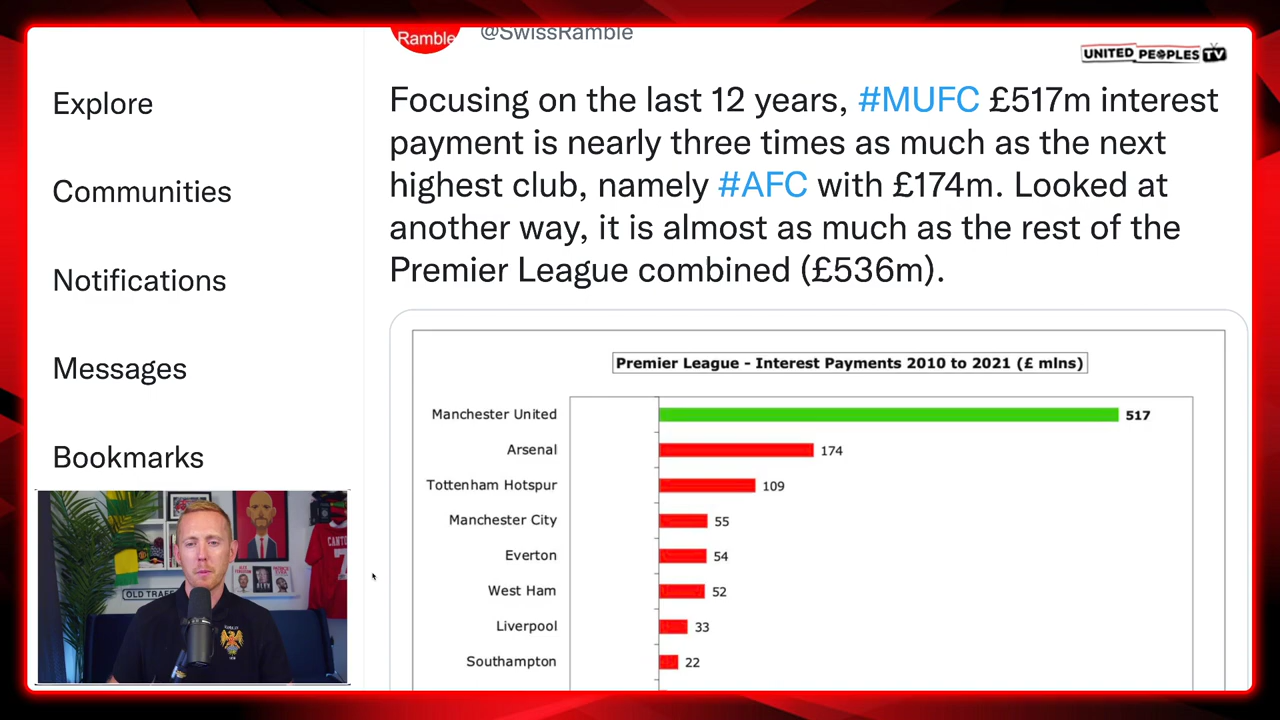 Ramble
@SwissRamble
UNITED PEOPLES TV
Explore
Communities
Notifications
Messages
Bookmarks
Focusing on the last 12 years, #MUFC £517m interest
payment is nearly three times as much as the next
highest club, namely #AFC with £174m. Looked at
another way, it is almost as much as the rest of the
Premier League combined (£536m).
Premier League - Interest Payments 2010 to 2021 (£ mlns)
Manchester United 517
Arsenal 174
Tottenham Hotspur 109
Manchester City 55
Everton 54
West Ham 52
Liverpool 33
Southampton 22
OLD TRAFF
CANTO
7